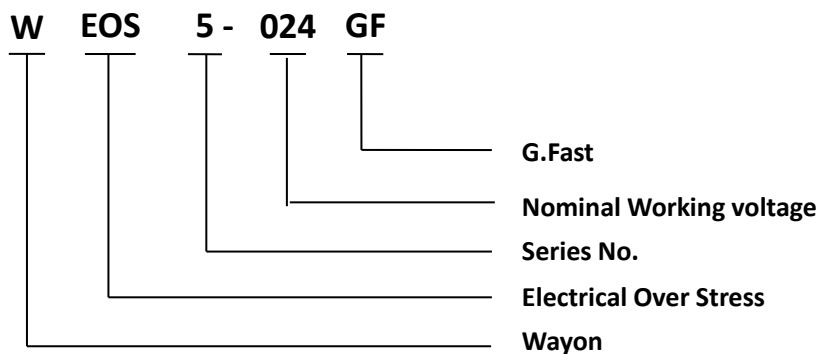 W EOS 5 - 024 GF
G.Fast
Nominal Working voltage
Series No.
Electrical Over Stress
Wayon